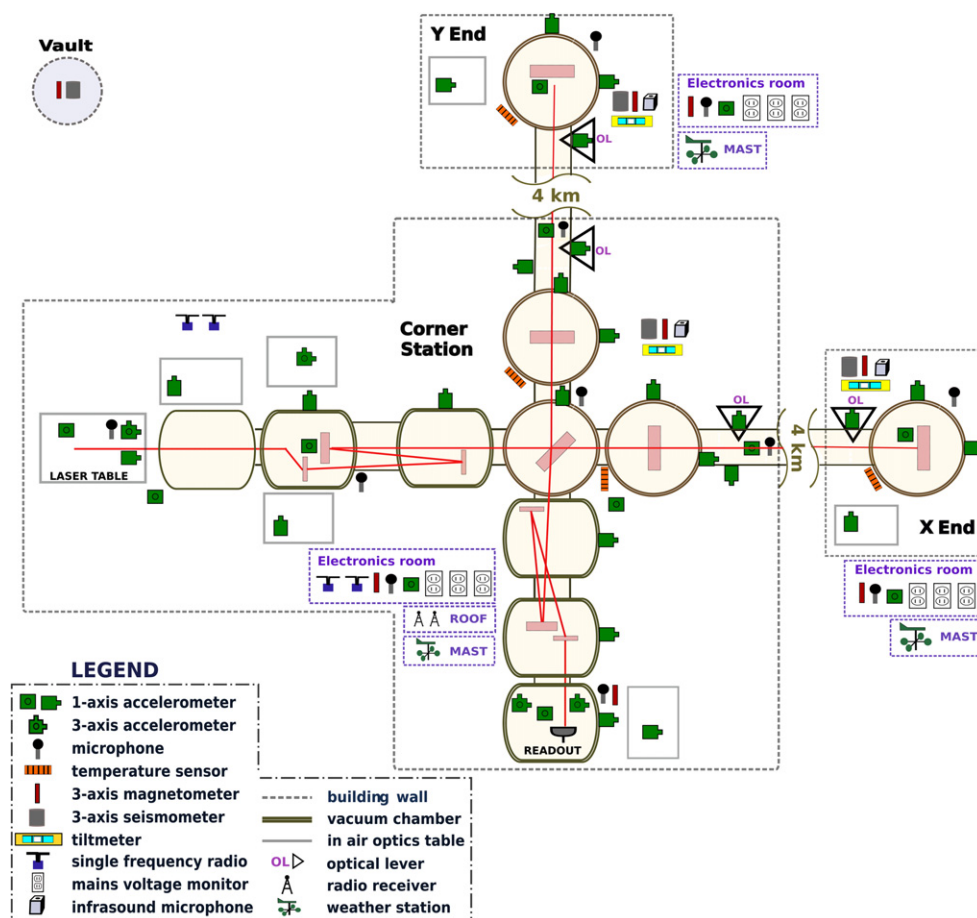 Vault
Y End
Electronics room
OL
MAST
4 km
OL
Corner
Station
OL
OL
4 km
LASER TABLE
X End
Electronics room
ROOF
MAST
Electronics room
MAST
READOUT
LEGEND
1-axis accelerometer
3-axis accelerometer
microphone
temperature sensor
3-axis magnetometer
3-axis seismometer
tiltmeter
single frequency radio
mains voltage monitor
infrasound microphone
building wall
vacuum chamber
in air optics table
OL optical lever
radio receiver
weather station